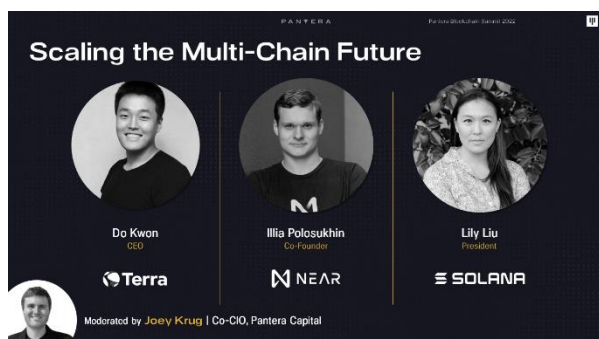 PANTERA
Pantera Blockchain Summit 2022
Scaling the Multi-Chain Future
Do Kwon
CEO
Terra
Illia Polosukhin
Co-Founder
NEAR
Lily Liu
President
SOLANA
Moderated by Joey Krug | Co-CIO, Pantera Capital